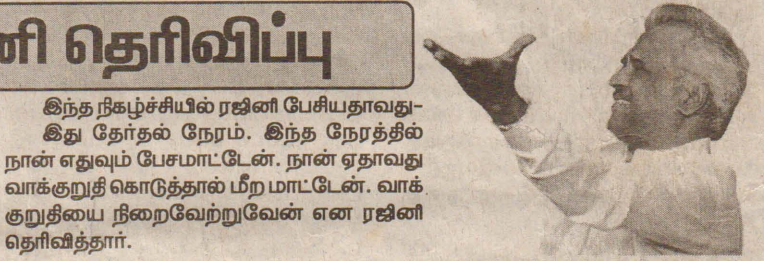 னி தெரிவிப்பு
இந்த நிகழ்ச்சியில் ரஜினி பேசியதாவது-
இது தேர்தல் நேரம். இந்த நேரத்தில்
நான் எதுவும் பேசமாட்டேன். நான் ஏதாவது
வாக்குறுதி கொடுத்தால் மீற மாட்டேன். வாக்
குறுதியை நிறைவேற்றுவேன் என ரஜினி
தெரிவித்தார்.